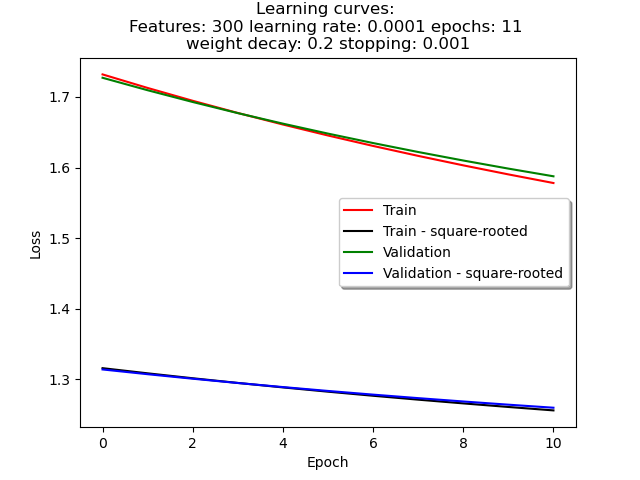 Learning curves:
Features: 300 learning rate: 0.0001 epochs: 11
weight decay: 0.2 stopping: 0.001
1.7
1.6
1.5
1.4
1.3
Loss
Train
Train - square-rooted
Validation
Validation - square-rooted
0 2 4 6 8 10
Epoch